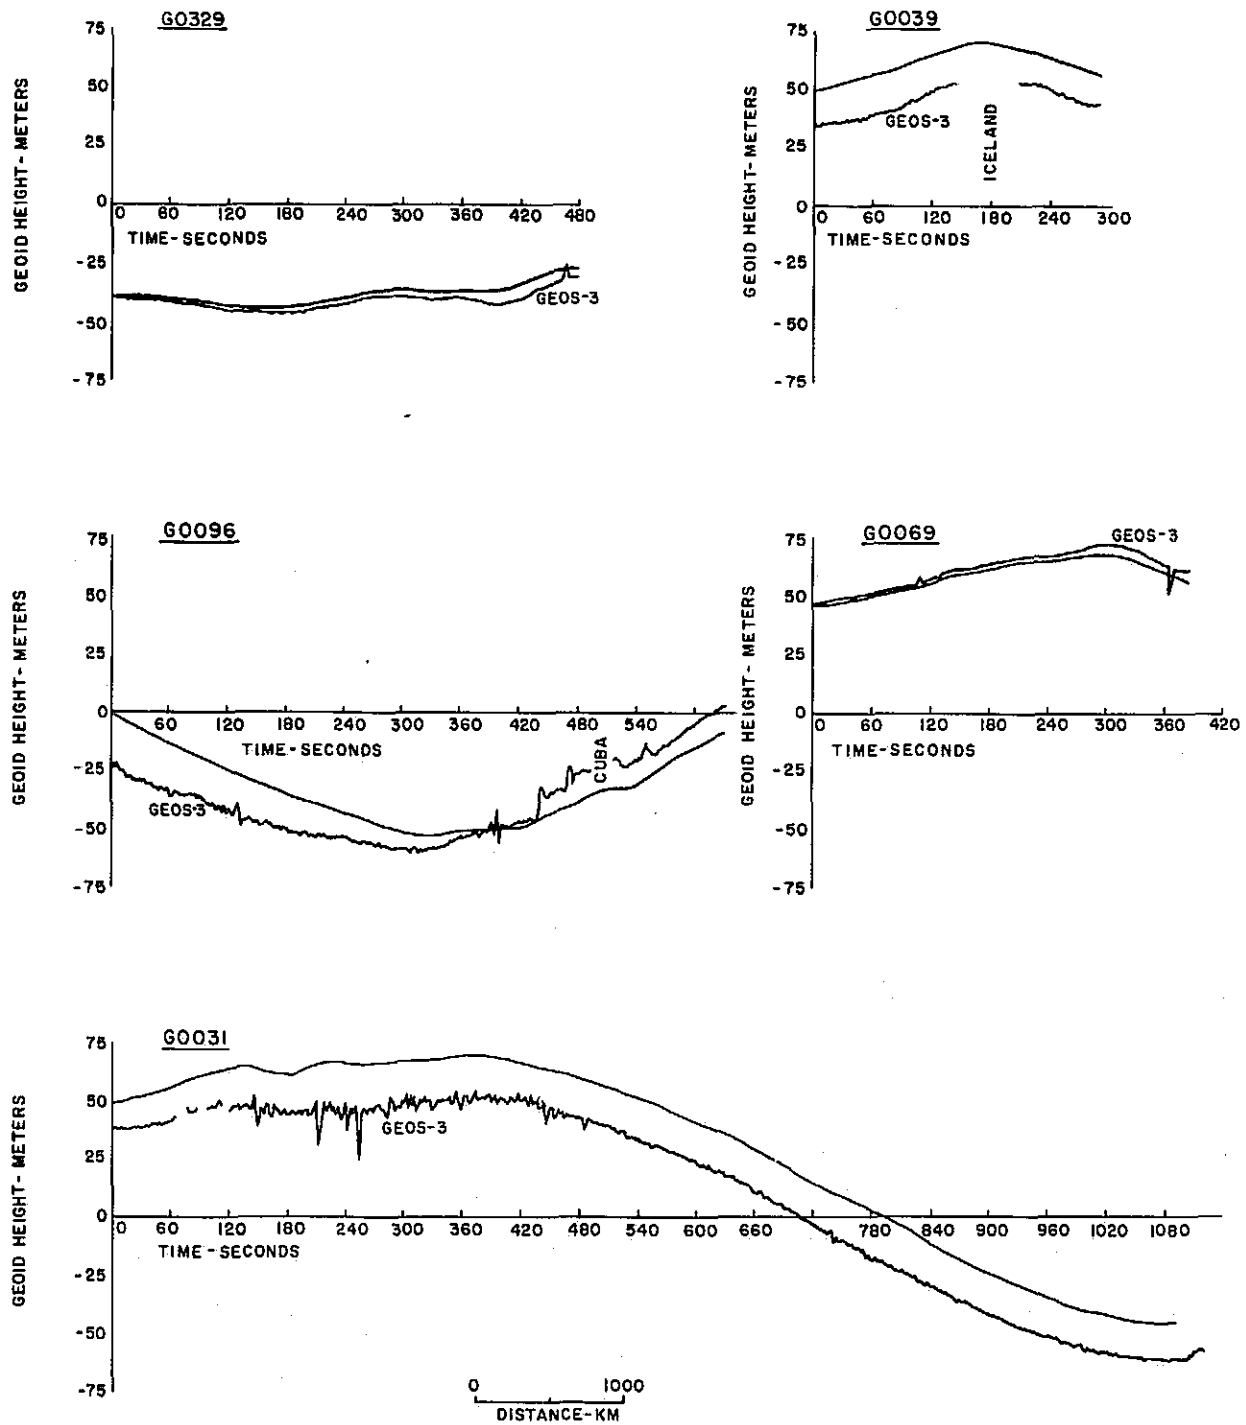 G0329
75
50
25
0
-25
-50
-75
GEOID HEIGHT-METERS
0 60 120 180 240 300 360 420 480
TIME-SECONDS
GEOS-3
G0039
75
50
25
0
-25
-50
-75
GEOID HEIGHT-METERS
GEOS-3
ICELAND
0 60 120 180 240 300
TIME-SECONDS
G0096
75
50
25
0
-25
-50
-75
GEOID HEIGHT-METERS
0 60 120 180 240 300 360 420 480 540
TIME-SECONDS
GEOS-3
CUBA
G0069
75
50
25
0
-25
-50
-75
GEOID HEIGHT-METERS
GEOS-3
0 60 120 180 240 300 360 420
TIME-SECONDS
G0031
75
50
25
0
-25
-50
-75
GEOID HEIGHT-METERS
GEOS-3
0 60 120 180 240 300 360 420 480 540 600 660 780 840 900 960 1020 1080
TIME-SECONDS
0 1000
DISTANCE-KM